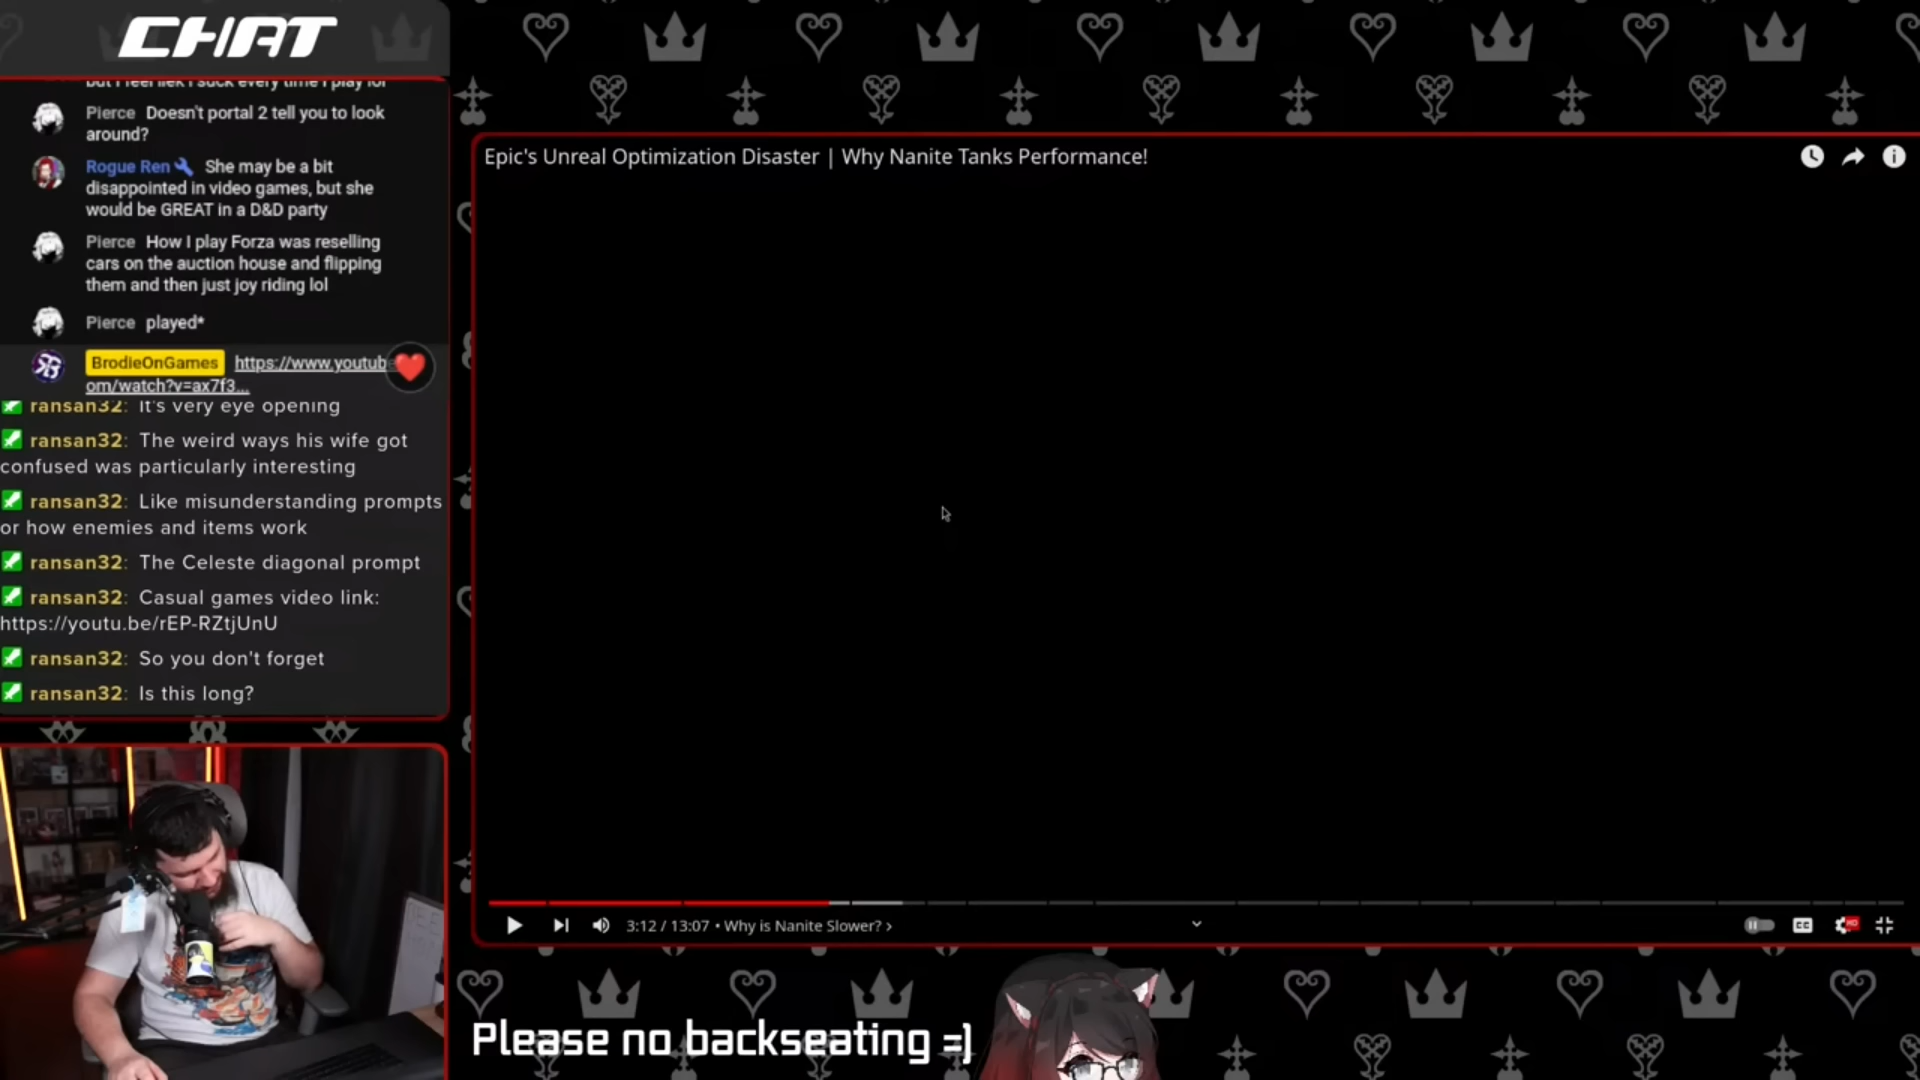 CHAT
but I feel liek I suck every time I play lol
Pierce Doesn't portal 2 tell you to look
around?
Rogue Ren She may be a bit
disappointed in video games, but she
would be GREAT in a D&D party
Pierce How I play Forza was reselling
cars on the auction house and flipping
them and then just joy riding lol
Pierce played*
BrodieOnGames https://www.youtub
om/watch?v=ax7f3...
ransan32: It's very eye opening
ransan32: The weird ways his wife got
confused was particularly interesting
ransan32: Like misunderstanding prompts
or how enemies and items work
ransan32: The Celeste diagonal prompt
ransan32: Casual games video link:
https://youtu.be/rEP-RZtjUnU
ransan32: So you don't forget
ransan32: Is this long?
Epic's Unreal Optimization Disaster | Why Nanite Tanks Performance!
3:12 / 13:07 • Why is Nanite Slower? >
CC
HD
Please no backseating =)